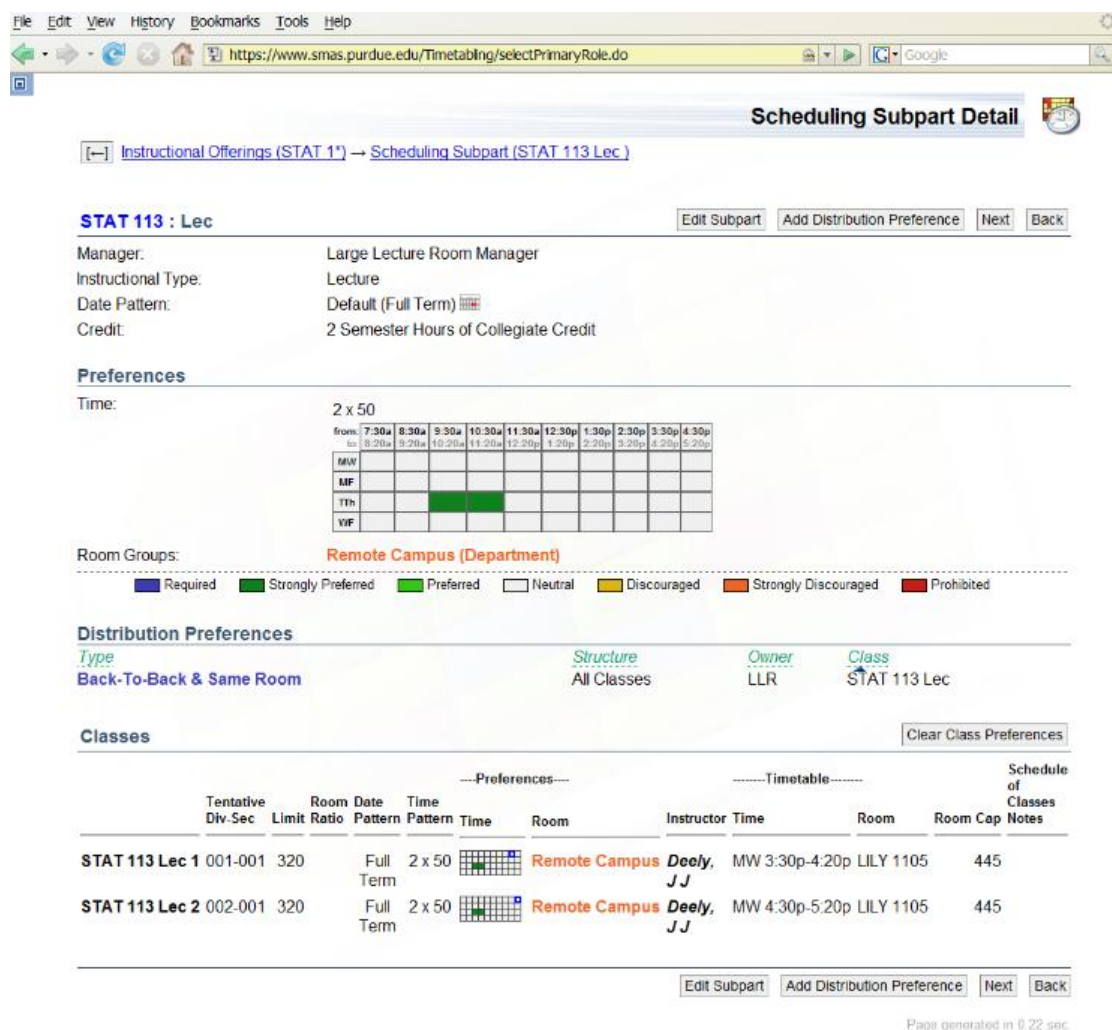 File Edit View History Bookmarks Tools Help
https://www.smas.purdue.edu/Timetabling/selectPrimaryRole.do G Google
Scheduling Subpart Detail
[←] Instructional Offerings (STAT 1*) → Scheduling Subpart (STAT 113 Lec )
STAT 113 : Lec Edit Subpart Add Distribution Preference Next Back
Manager: Large Lecture Room Manager
Instructional Type: Lecture
Date Pattern: Default (Full Term)
Credit: 2 Semester Hours of Collegiate Credit
Preferences
Time: 2 x 50
from: 7:30a 8:30a 9:30a 10:30a 11:30a 12:30p 1:30p 2:30p 3:30p 4:30p
to: 8:20a 9:20a 10:20a 11:20a 12:20p 1:20p 2:20p 3:20p 4:20p 5:20p
MW
MF
TTh
WF
Room Groups: Remote Campus (Department)
Required Strongly Preferred Preferred Neutral Discouraged Strongly Discouraged Prohibited
Distribution Preferences
Type Structure Owner Class
Back-To-Back & Same Room All Classes LLR STAT 113 Lec
Classes Clear Class Preferences
----Preferences---- --------Timetable-------- Schedule
of
Tentative Room Date Time Classes
Div-Sec Limit Ratio Pattern Pattern Time Room Instructor Time Room Room Cap Notes
STAT 113 Lec 1 001-001 320 Full 2 x 50 Remote Campus Deely, MW 3:30p-4:20p LILY 1105 445
Term J J
STAT 113 Lec 2 002-001 320 Full 2 x 50 Remote Campus Deely, MW 4:30p-5:20p LILY 1105 445
Term J J
Edit Subpart Add Distribution Preference Next Back
Page generated in 0.22 sec.